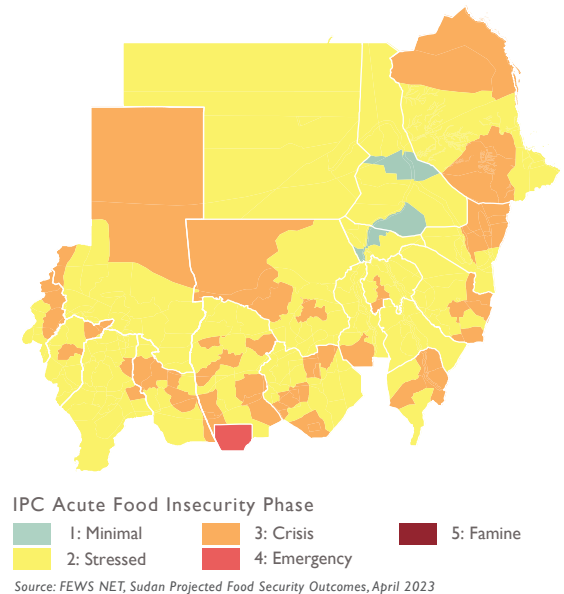 IPC Acute Food Insecurity Phase
1: Minimal
3: Crisis
5: Famine
2: Stressed
4: Emergency
Source: FEWS NET, Sudan Projected Food Security Outcomes, April 2023